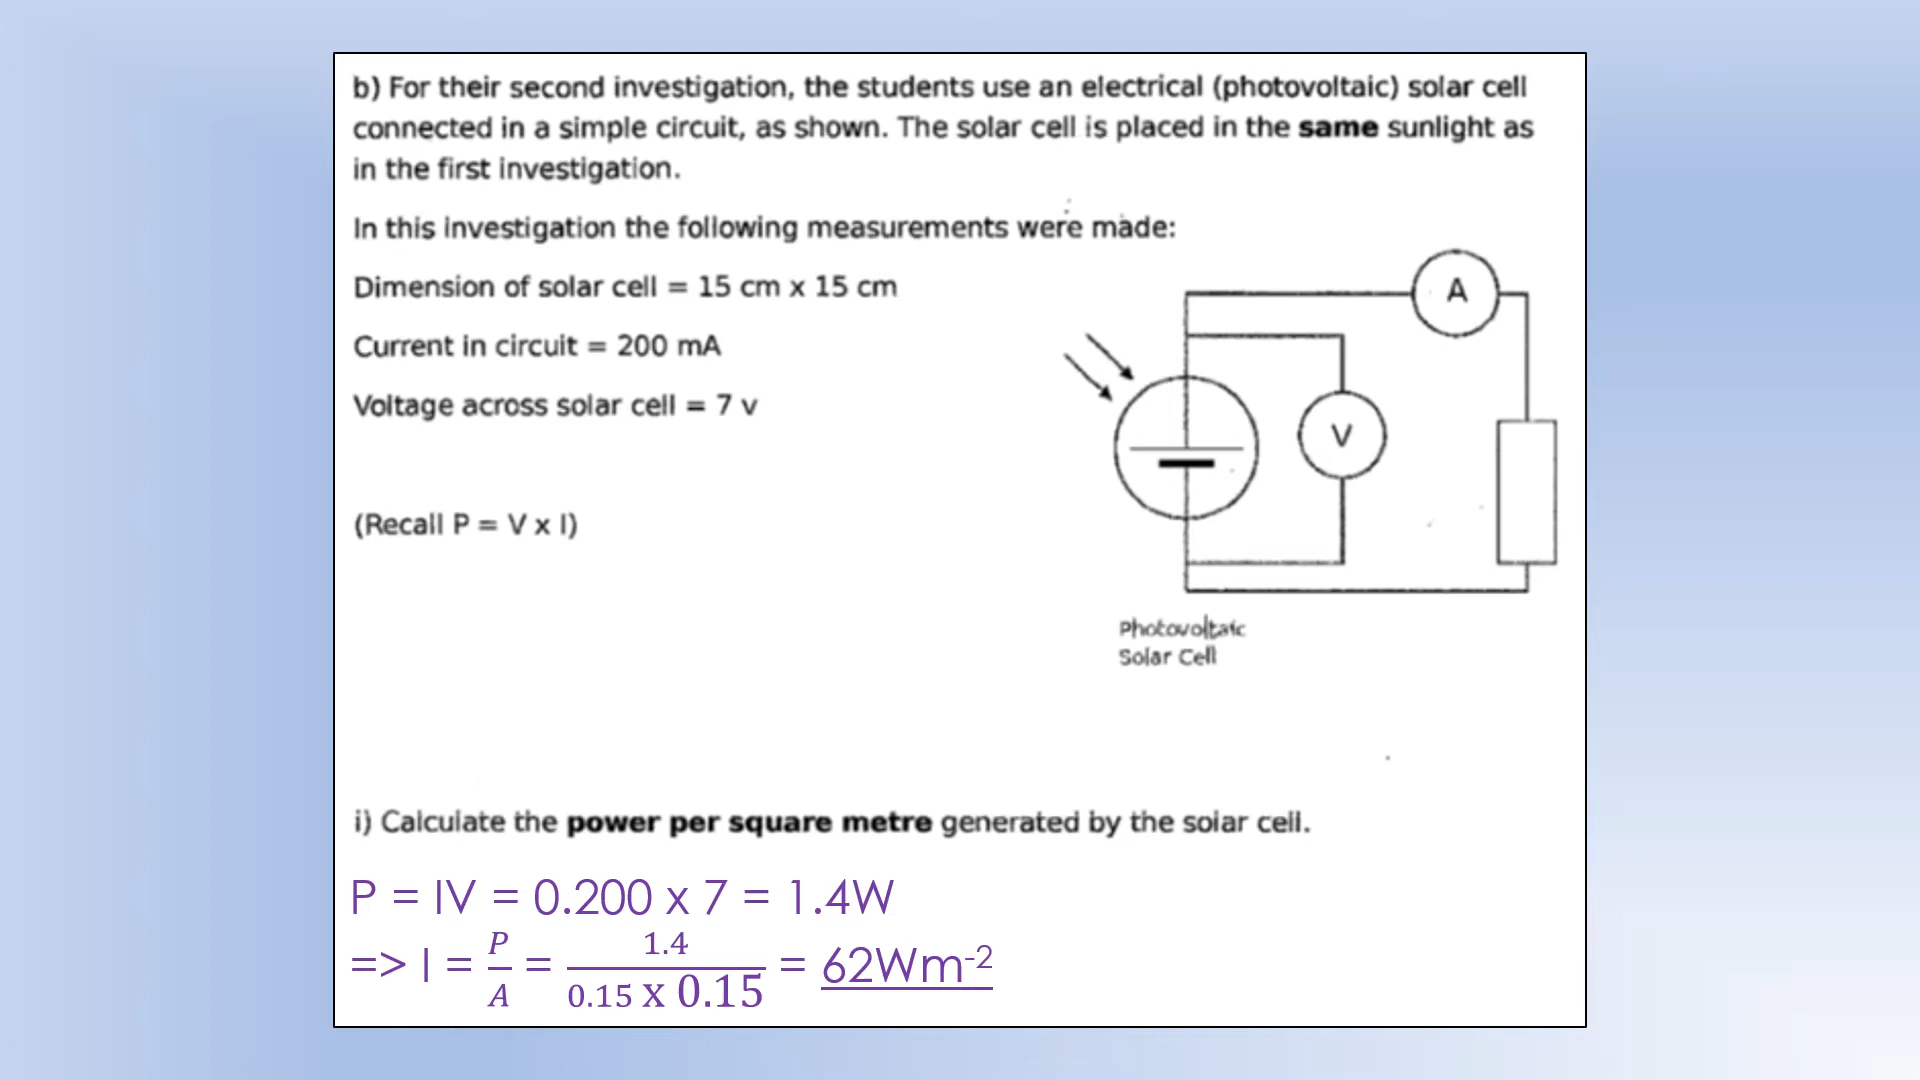 b) For their second investigation, the students use an electrical (photovoltaic) solar cell
connected in a simple circuit, as shown. The solar cell is placed in the same sunlight as
in the first investigation.
In this investigation the following measurements were made:
Dimension of solar cell = 15 cm x 15 cm
Current in circuit = 200 mA
Voltage across solar cell = 7 v
(Recall P = V x I)
A
V
Photovoltaic
Solar Cell
i) Calculate the power per square metre generated by the solar cell.
P = IV = 0.200 x 7 = 1.4W
=> I = P/A = 1.4/(0.15 x 0.15) = 62Wm-2